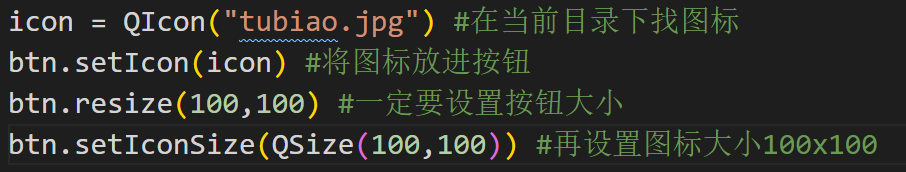 icon = QIcon("tubiao.jpg") #在当前目录下找图标
btn.setIcon(icon) #将图标放进按钮
btn.resize(100,100) #一定要设置按钮大小
btn.setIconSize(QSize(100,100)) #再设置图标大小100x100